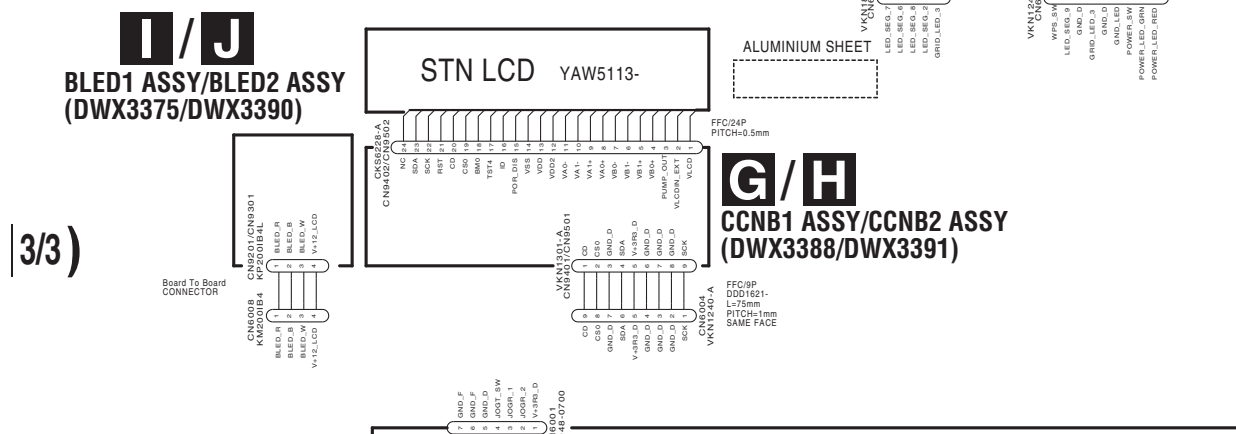 I / J
BLED1 ASSY/BLED2 ASSY
(DWX3375/DWX3390)
STN LCD YAW5113-
ALUMINIUM SHEET
LED_SEG_7
LED_SEG_6
LED_SEG_8
LED_SEG_2
GRID_LED_3
WPS_SW
LED_SEG_9
GND_D
GRID_LED_3
GND_D
GND_LED
POWER_SW
POWER_LED_GRN
POWER_LED_RED
FFC/24P
PITCH=0.5mm
CKS6228-A
CN9402/CN9502
24 23 22 21 20 19 18 17 16 15 14 13 12 11 10 9 8 7 6 5 4 3 2 1
NC
SDA
SCK
RST
CD
CS0
BM0
TST4
ID
POR_DIS
VSS
VDD
VDD2
VA0-
VA1-
VA1+
VA0+
VB0-
VB1-
VB1+
VB0+
PUMP_OUT
VLCDIN_EXT
VLCD
G / H
CCNB1 ASSY/CCNB2 ASSY
(DWX3388/DWX3391)
3/3 )
CN9201/CN9301
KP200IB4L
BLED_R
BLED_B
BLED_W
V+12_LCD
1 2 3 4
Board To Board
CONNECTOR
CN6008
KM200IB4
1 2 3 4
BLED_R
BLED_B
BLED_W
V+12_LCD
VKN1301-A
CN9401/CN9501
CD
CS0
GND_D
SDA
V+3R3_D
GND_D
GND_D
GND_D
SCK
1 2 3 4 5 6 7 8 9
FFC/9P
DDD1621-
L=75mm
PITCH=1mm
SAME FACE
9 8 7 6 5 4 3 2 1
CD
CS0
GND_D
SDA
V+3R3_D
GND_D
GND_D
GND_D
SCK
CN6004
VKN1240-A
GND_F
GND_F
GND_D
JOGT_SW
JOGR_1
JOGR_2
V+3R3_D
7 6 5 4 3 2 1
6001
48-0700